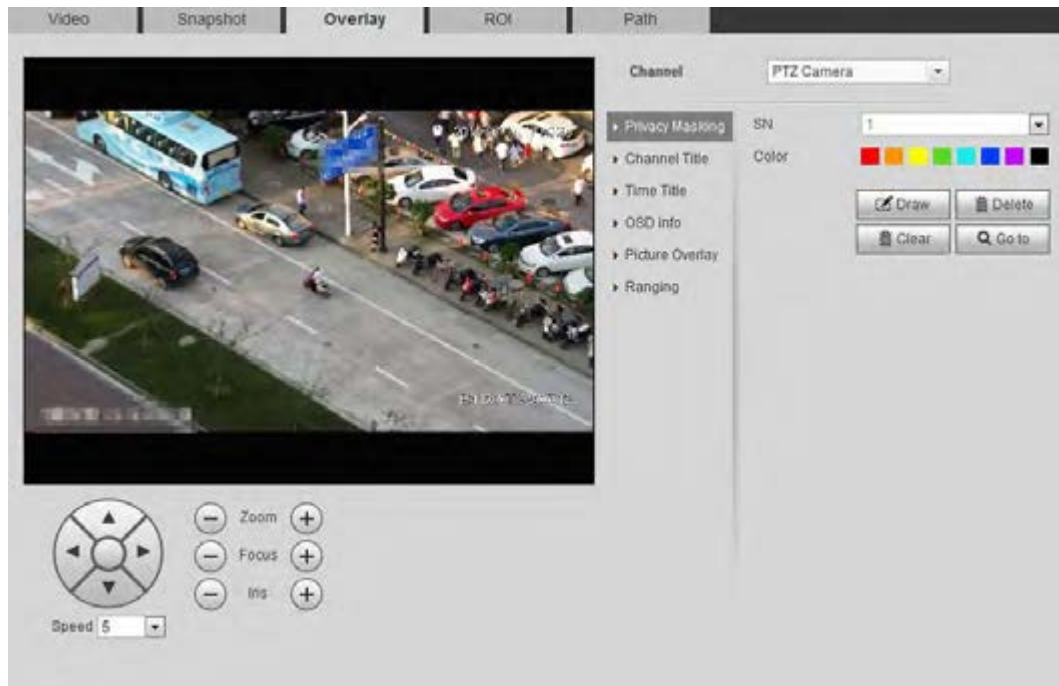 Video Snapshot Overlay ROI Path
Channel PTZ Camera
Privacy Masking
Channel Title
Time Title
OSD Info
Picture Overlay
Ranging
SN 1
Color
Draw Delete
Clear Go to
Zoom
Focus
Iris
Speed 5